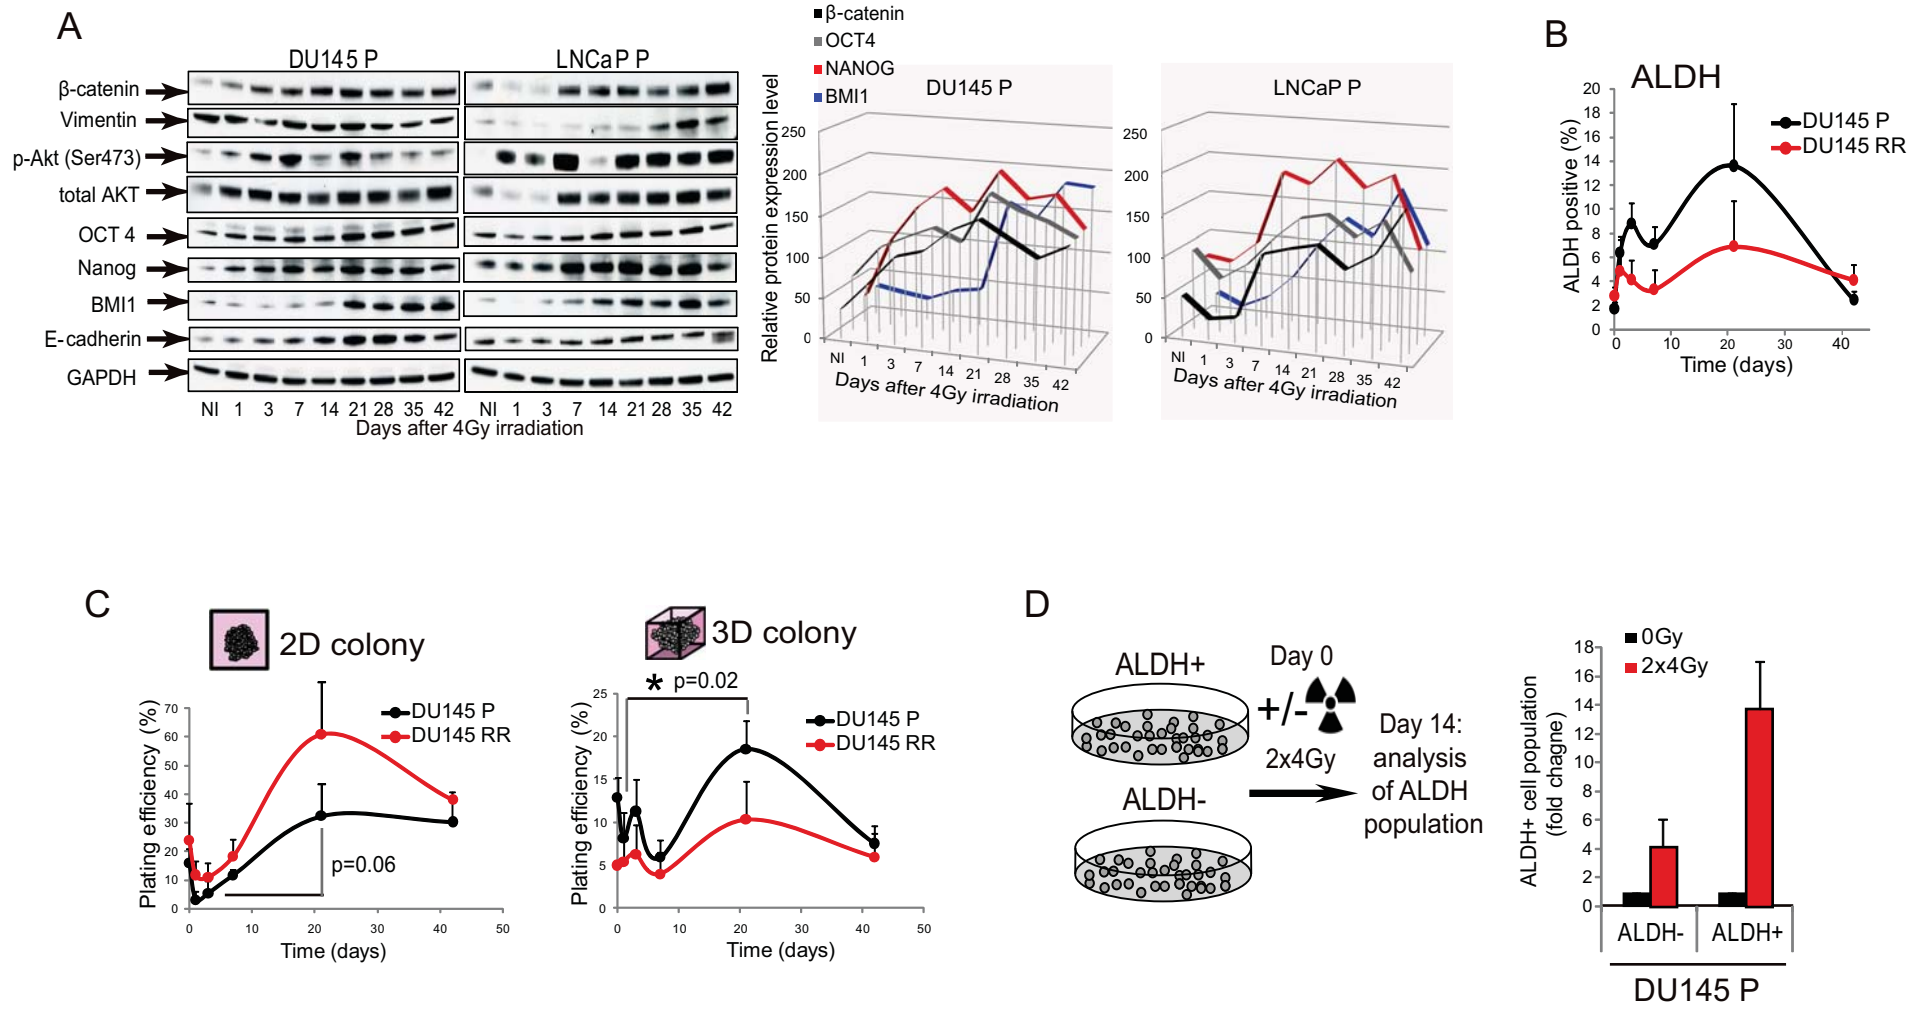 A
DU145 P
LNCaP P
β-catenin
Vimentin
p-Akt (Ser473)
total AKT
OCT 4
Nanog
BMI1
E-cadherin
GAPDH
NI 1 3 7 14 21 28 35 42
NI 1 3 7 14 21 28 35 42
Days after 4Gy irradiation
β-catenin
OCT4
NANOG
BMI1
Relative protein expression level
DU145 P
250
200
150
100
50
0
NI 1 3 7 14 21 28 35 42
Days after 4Gy irradiation
LNCaP P
250
200
150
100
50
0
NI 1 3 7 14 21 28 35 42
Days after 4Gy irradiation
B
ALDH
DU145 P
DU145 RR
ALDH positive (%)
20
18
16
14
12
10
8
6
4
2
0
0 10 20 30 40
Time (days)
C
2D colony
DU145 P
DU145 RR
Plating efficiency (%)
70
60
50
40
30
20
10
0
p=0.06
0 10 20 30 40 50
Time (days)
3D colony
* p=0.02
DU145 P
DU145 RR
Plating efficiency (%)
25
20
15
10
5
0
0 10 20 30 40 50
Time (days)
D
ALDH+
ALDH-
Day 0
+/-
2x4Gy
Day 14:
analysis
of ALDH
population
0Gy
2x4Gy
ALDH+ cell population
(fold chagne)
18
16
14
12
10
8
6
4
2
0
ALDH- ALDH+
DU145 P